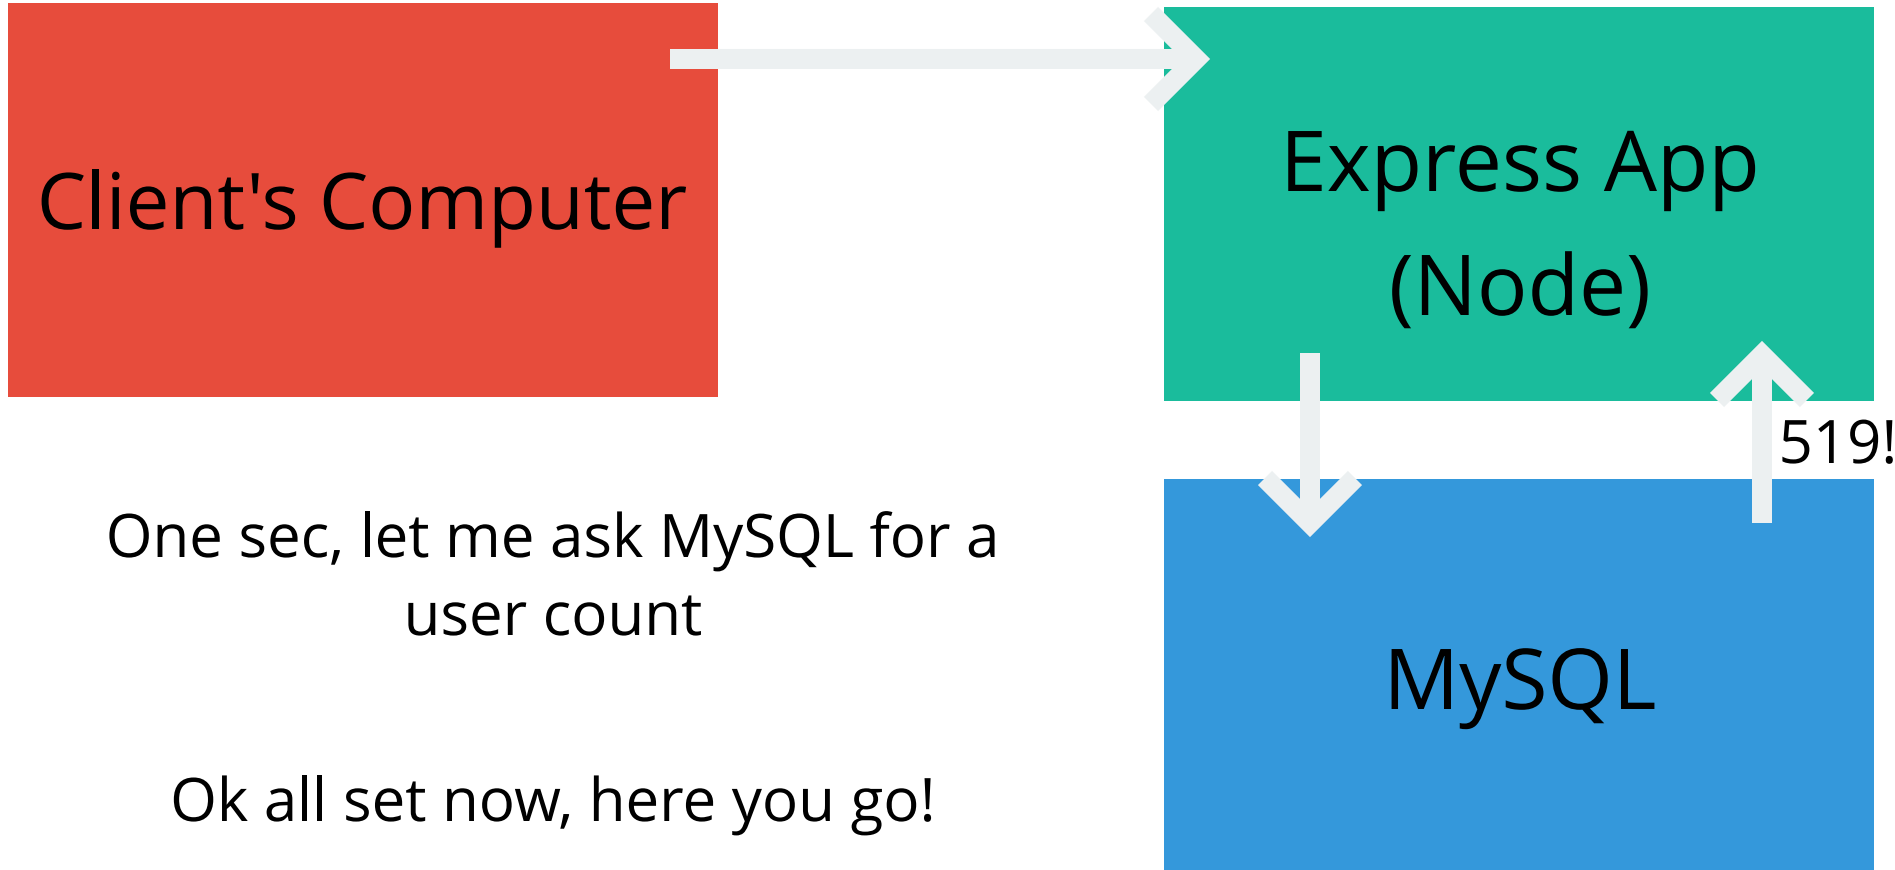 Client's Computer
Express App
(Node)
519!
One sec, let me ask MySQL for a
user count
MySQL
Ok all set now, here you go!